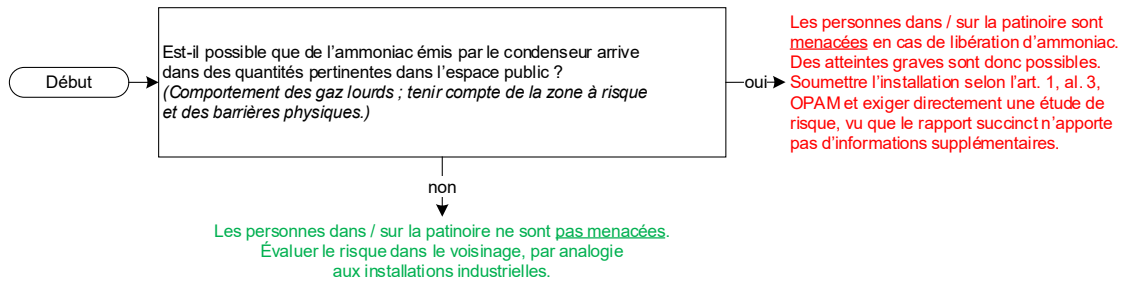 Début
Est-il possible que de l’ammoniac émis par le condenseur arrive
dans des quantités pertinentes dans l’espace public ?
(Comportement des gaz lourds ; tenir compte de la zone à risque
et des barrières physiques.)
oui
Les personnes dans / sur la patinoire sont
menacées en cas de libération d’ammoniac.
Des atteintes graves sont donc possibles.
Soumettre l’installation selon l’art. 1, al. 3,
OPAM et exiger directement une étude de
risque, vu que le rapport succinct n’apporte
pas d’informations supplémentaires.
non
Les personnes dans / sur la patinoire ne sont pas menacées.
Évaluer le risque dans le voisinage, par analogie
aux installations industrielles.